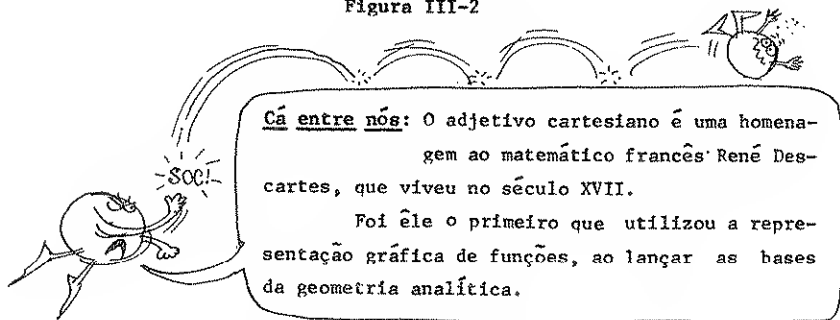 Figura III-2
SOC!
Cá entre nós: O adjetivo cartesiano é uma homena-
gem ao matemático francês René Des-
cartes, que viveu no século XVII.
Foi êle o primeiro que utilizou a repre-
sentação gráfica de funções, ao lançar as bases
da geometria analítica.